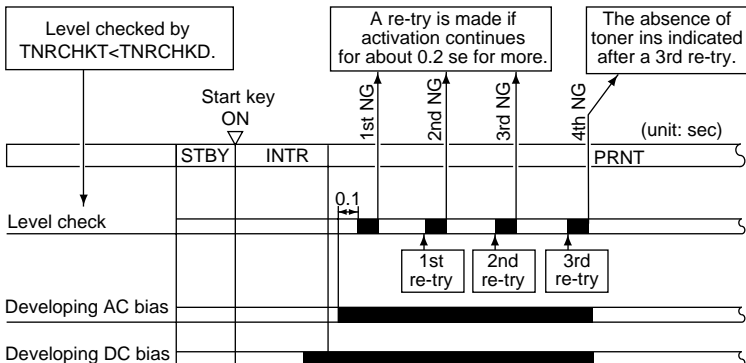 Level checked by
TNRCHKT<TNRCHKD.
A re-try is made if
activation continues
for about 0.2 se for more.
The absence of
toner ins indicated
after a 3rd re-try.
Start key
ON
1st NG
2nd NG
3rd NG
4th NG
(unit: sec)
STBY
INTR
PRNT
0.1
Level check
1st
re-try
2nd
re-try
3rd
re-try
Developing AC bias
Developing DC bias